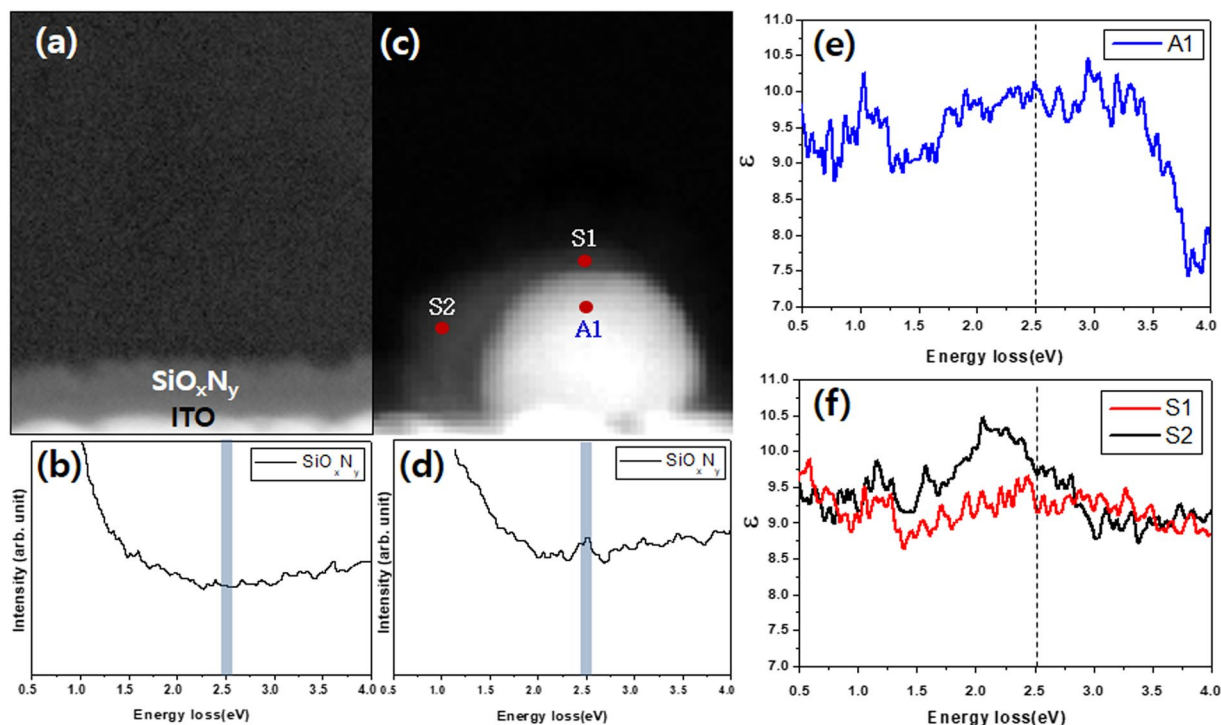 (a)
SiOxNy
ITO
(c)
S1
S2
A1
(b)
SiOxNy
Intensity (arb. unit)
0.5 1.0 1.5 2.0 2.5 3.0 3.5 4.0
Energy loss(eV)
(d)
SiOxNy
Intensity (arb. unit)
0.5 1.0 1.5 2.0 2.5 3.0 3.5 4.0
Energy loss(eV)
(e)
A1
11.0
10.5
10.0
9.5
9.0
8.5
8.0
7.5
7.0
ε
0.5 1.0 1.5 2.0 2.5 3.0 3.5 4.0
Energy loss(eV)
(f)
S1
S2
11.0
10.5
10.0
9.5
9.0
8.5
8.0
7.5
7.0
ε
0.5 1.0 1.5 2.0 2.5 3.0 3.5 4.0
Energy loss(eV)